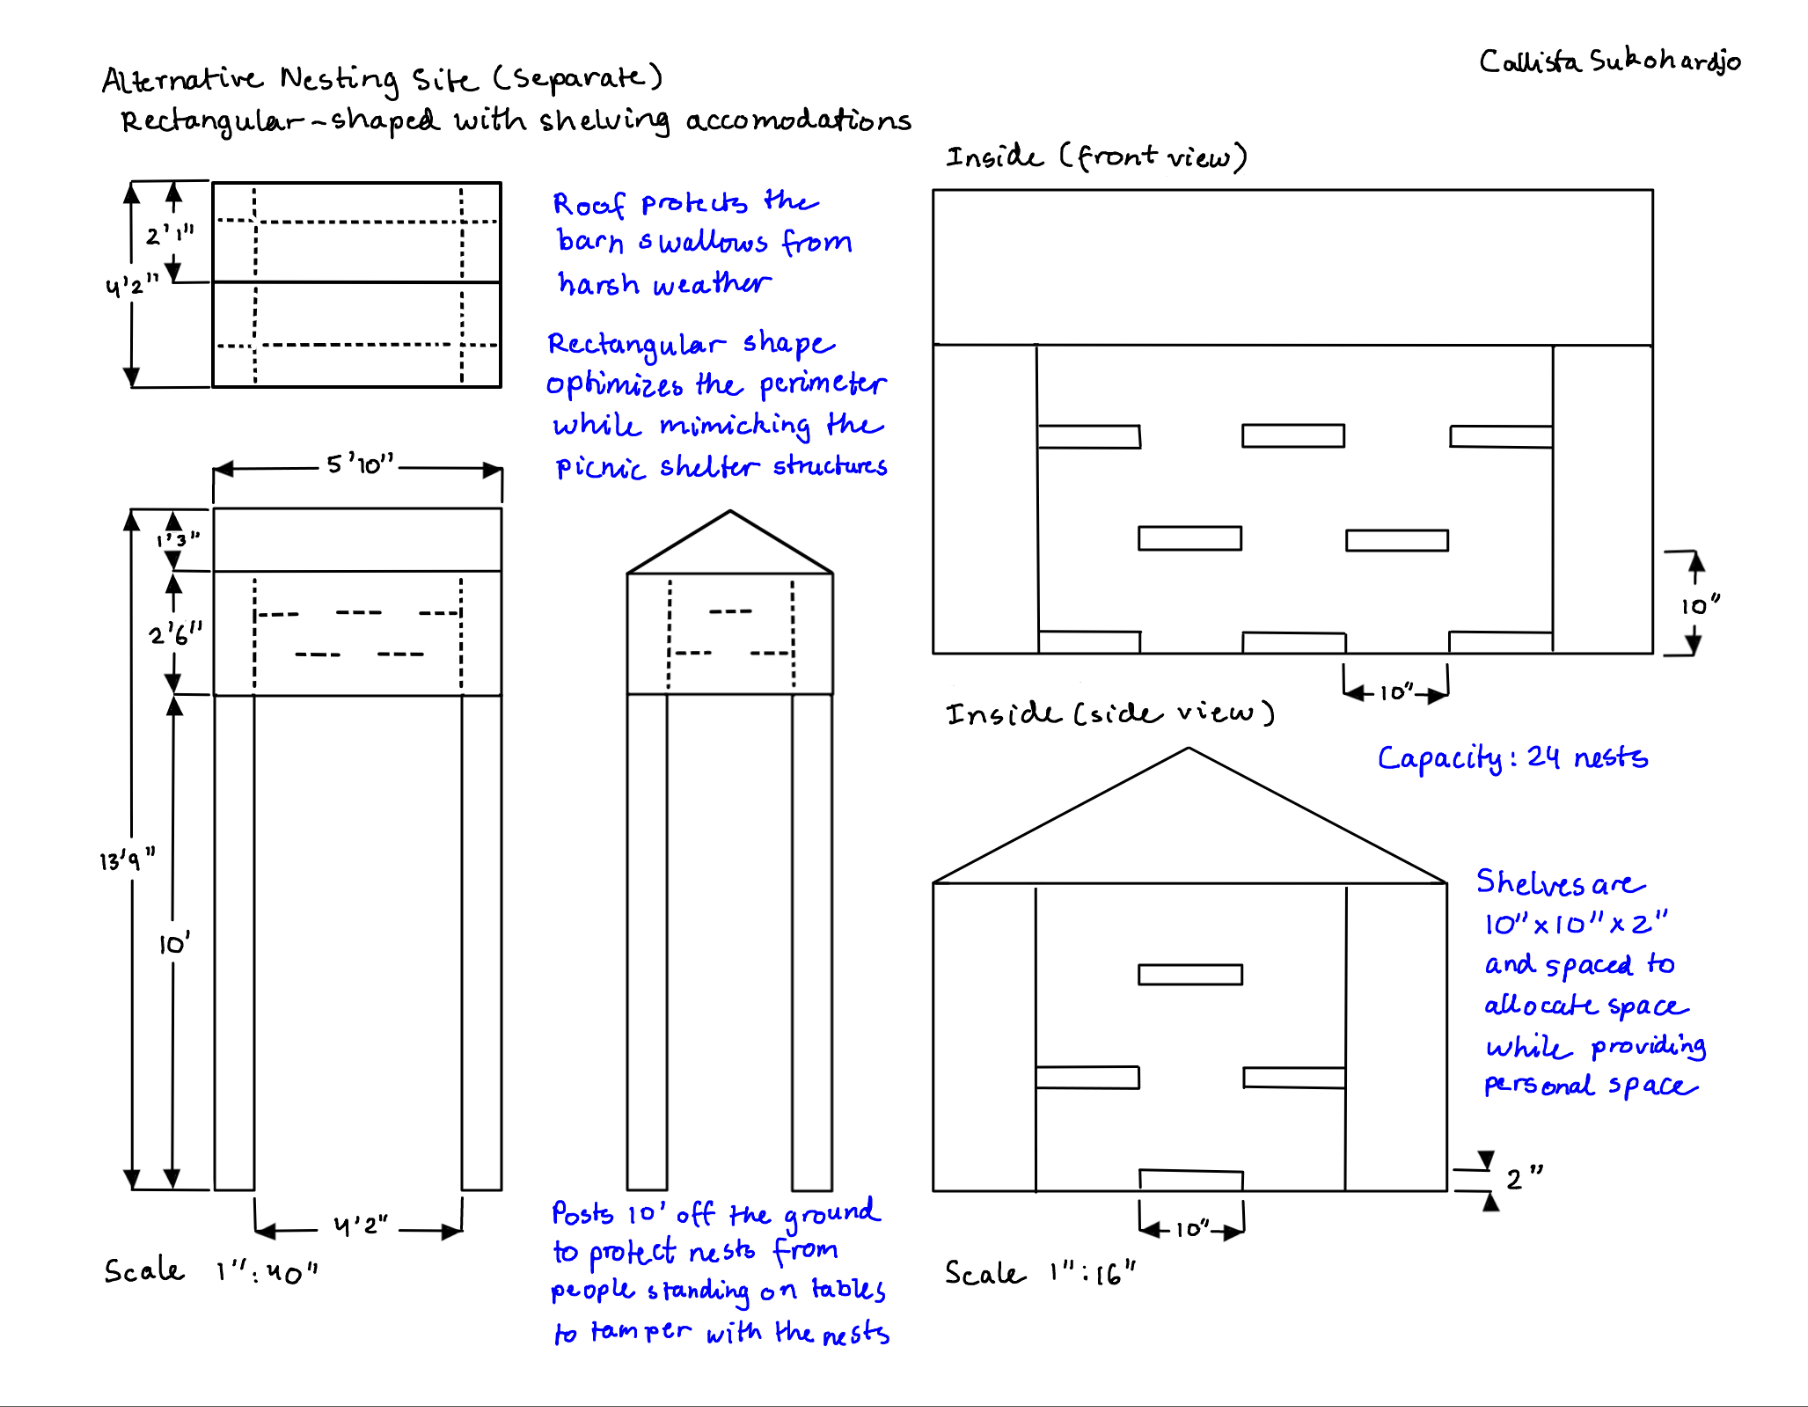 Callista Sukohardjo
Alternative Nesting Site (Separate)
Rectangular-shaped with shelving accomodations
2'1"
4'2"
Roof protects the
barn swallows from
harsh weather
Rectangular shape
optimizes the perimeter
while mimicking the
picnic shelter structures
5'10"
1'3"
2'6"
13'9"
10'
4'2"
Scale 1":40"
Posts 10' off the ground
to protect nests from
people standing on tables
to tamper with the nests
Inside (front view)
10"
10"
Inside (side view)
Capacity: 24 nests
Shelves are
10"x10"x2"
and spaced to
allocate space
while providing
personal space
2"
10"
Scale 1":16"